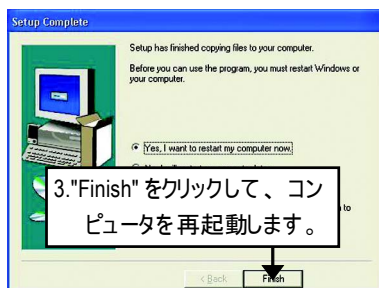 Setup Complete
Setup has finished copying files to your computer.
Before you can use the program, you must restart Windows or
your computer.
Yes, I want to restart my computer now.
3."Finish" をクリックして、コン
ピュータを再起動します。
to
< Back
Finish